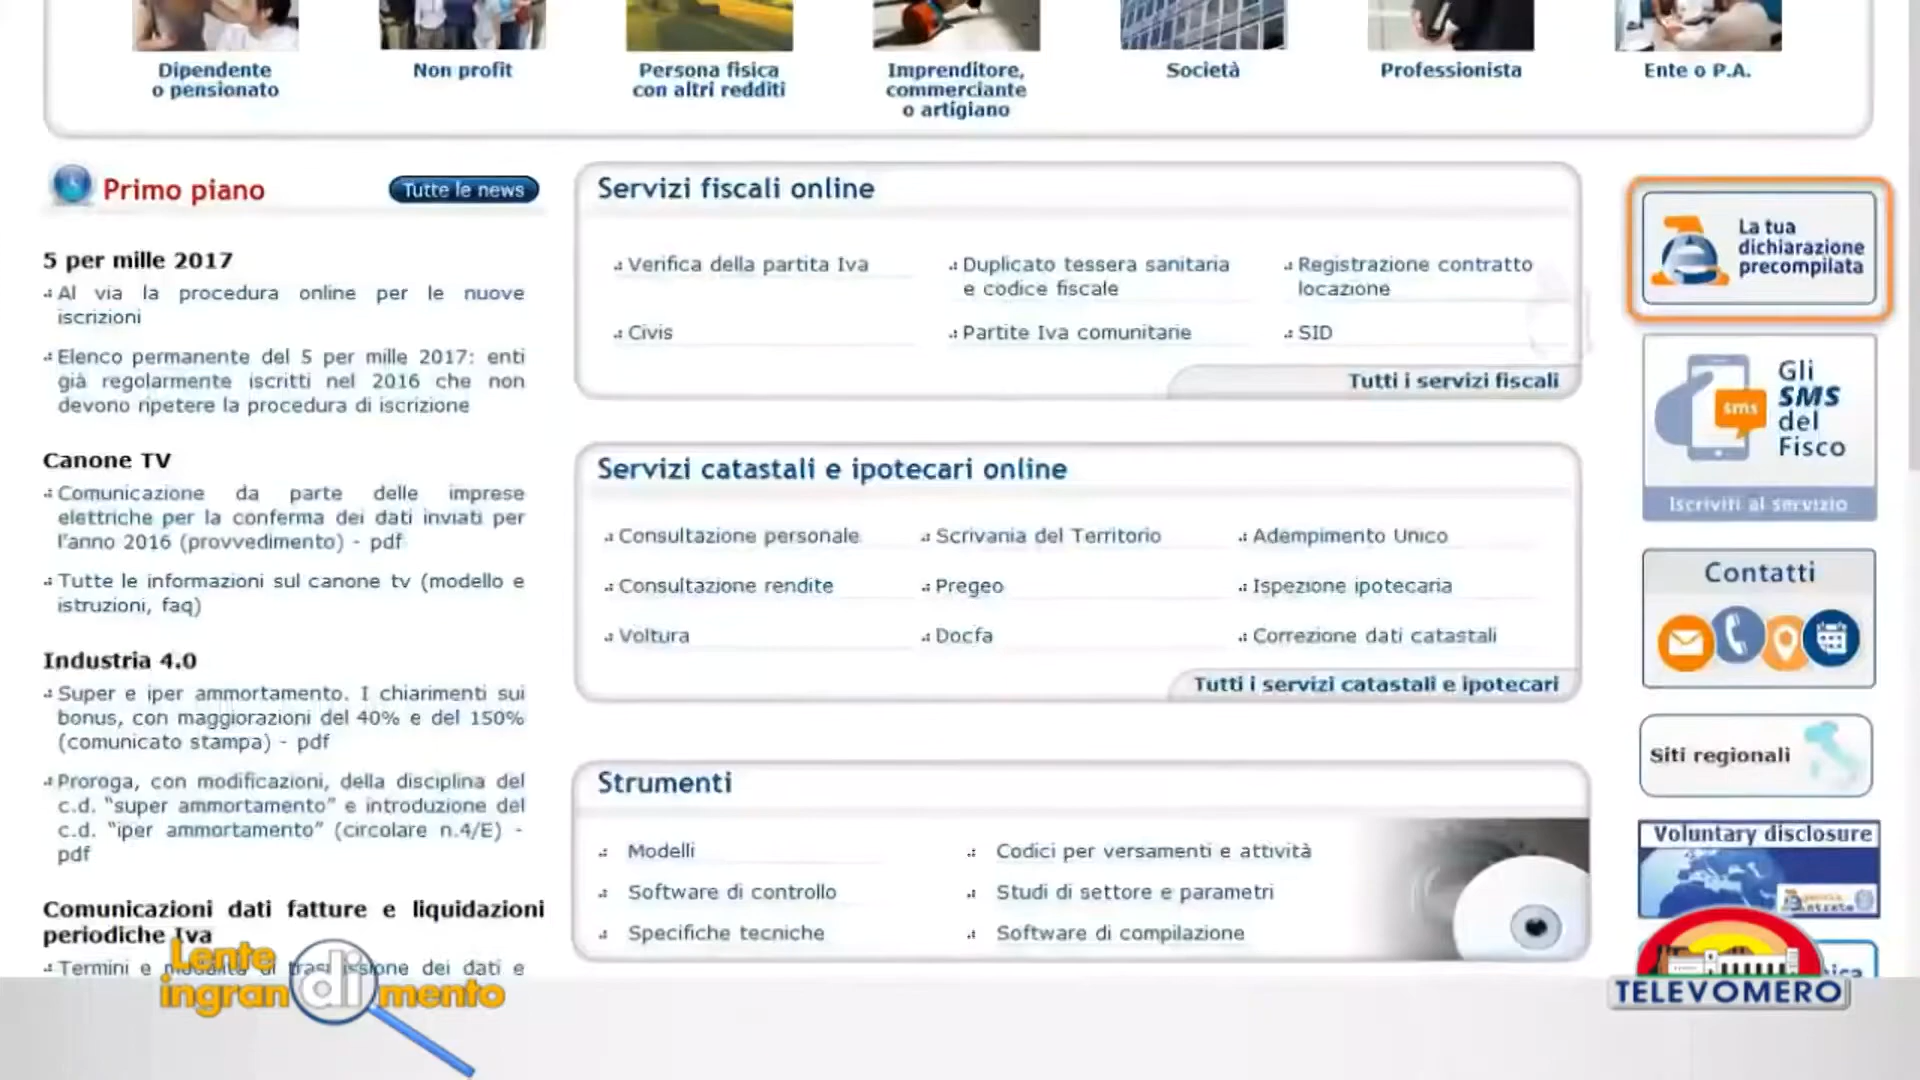 Dipendente
o pensionato
Non profit
Persona fisica
con altri redditi
Imprenditore,
commerciante
o artigiano
Società
Professionista
Ente o P.A.
Primo piano
Tutte le news
5 per mille 2017
Al via la procedura online per le nuove
iscrizioni
Elenco permanente del 5 per mille 2017: enti
già regolarmente iscritti nel 2016 che non
devono ripetere la procedura di iscrizione
Canone TV
Comunicazione da parte delle imprese
elettriche per la conferma dei dati inviati per
l'anno 2016 (provvedimento) - pdf
Tutte le informazioni sul canone tv (modello e
istruzioni, faq)
Industria 4.0
Super e iper ammortamento. I chiarimenti sui
bonus, con maggiorazioni del 40% e del 150%
(comunicato stampa) - pdf
Proroga, con modificazioni, della disciplina del
c.d. "super ammortamento" e introduzione del
c.d. "iper ammortamento" (circolare n.4/E) -
pdf
Comunicazioni dati fatture e liquidazioni
periodiche Iva
Termini e modalità di trasmissione dei dati e
Servizi fiscali online
Verifica della partita Iva
Duplicato tessera sanitaria
e codice fiscale
Registrazione contratto
locazione
Civis
Partite Iva comunitarie
SID
Tutti i servizi fiscali
Servizi catastali e ipotecari online
Consultazione personale
Scrivania del Territorio
Adempimento Unico
Consultazione rendite
Pregeo
Ispezione ipotecaria
Voltura
Docfa
Correzione dati catastali
Tutti i servizi catastali e ipotecari
Strumenti
Modelli
Codici per versamenti e attività
Software di controllo
Studi di settore e parametri
Specifiche tecniche
Software di compilazione
La tua
dichiarazione
precompilata
Gli
SMS
del
Fisco
sms
Iscriviti al servizio
Contatti
Siti regionali
Voluntary disclosure
Lente
ingrandimento
TELEVOMERO